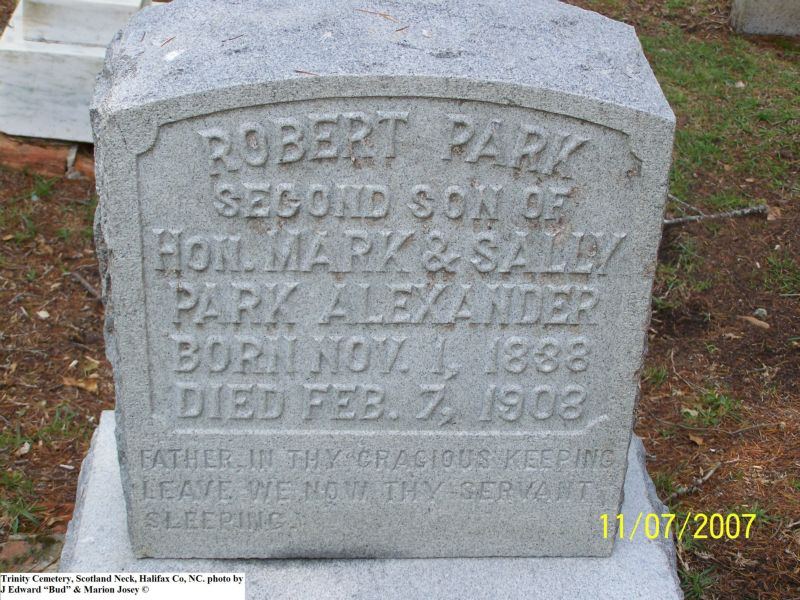 ROBERT PARK
SECOND SON OF
HON. MARK & SALLY
PARK ALEXANDER
BORN NOV. 1, 1838
DIED FEB. 7, 1908
FATHER, IN THY GRACIOUS KEEPING
LEAVE WE NOW THY SERVANT,
SLEEPING.
11/07/2007
Trinity Cemetery, Scotland Neck, Halifax Co, NC. photo by
J Edward “Bud” & Marion Josey ©